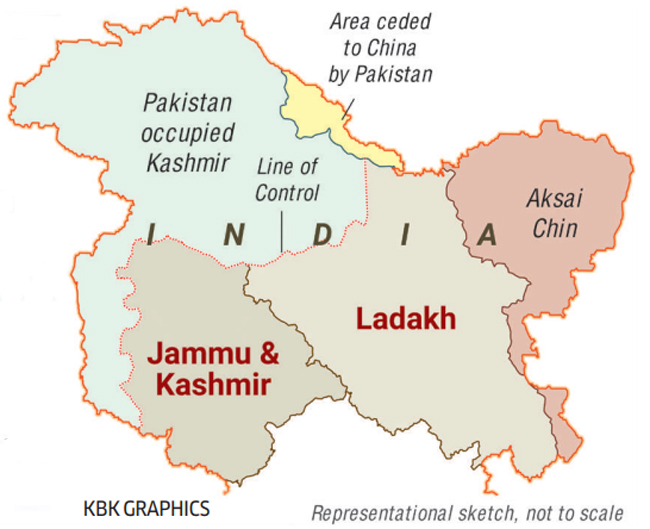 Area ceded
to China
by Pakistan
Pakistan
occupied
Kashmir
Line of
Control
Aksai
Chin
I N D I A
Ladakh
Jammu &
Kashmir
KBK GRAPHICS
Representational sketch, not to scale